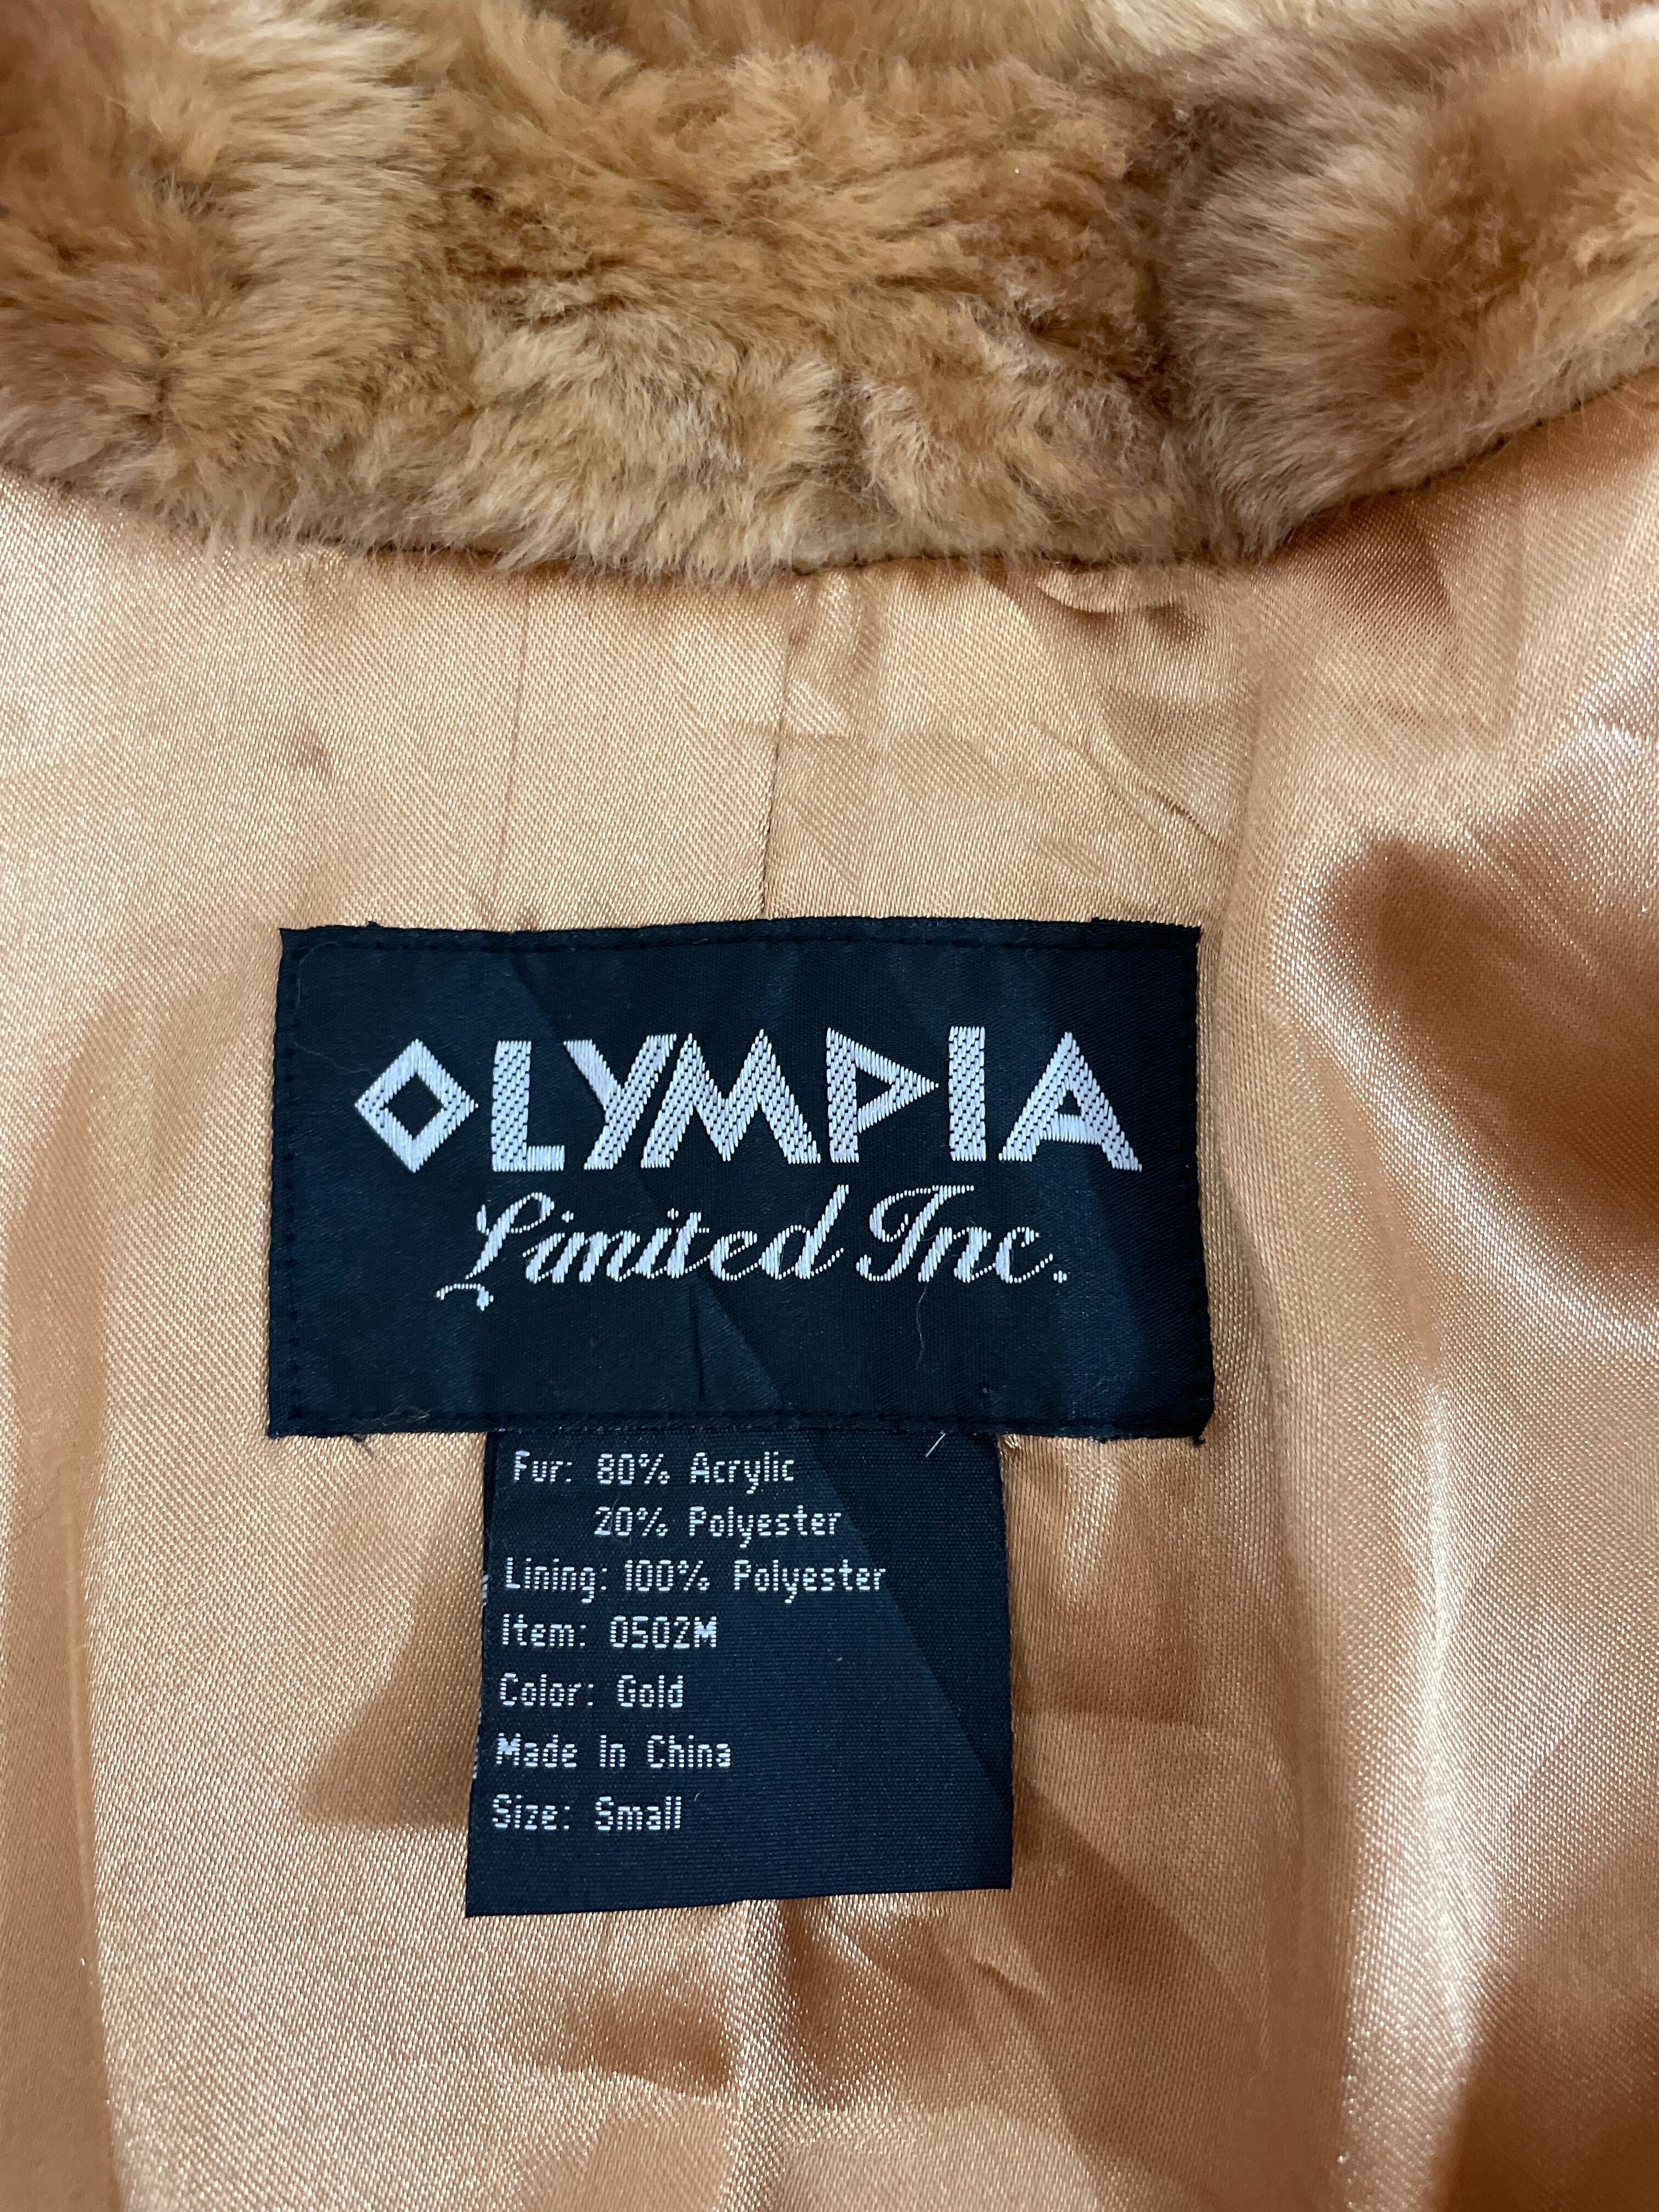 OLYMPIA
Limited Inc.
Fur: 80% Acrylic
20% Polyester
Lining: 100% Polyester
Item: 0502M
Color: Gold
Made In China
Size: Small